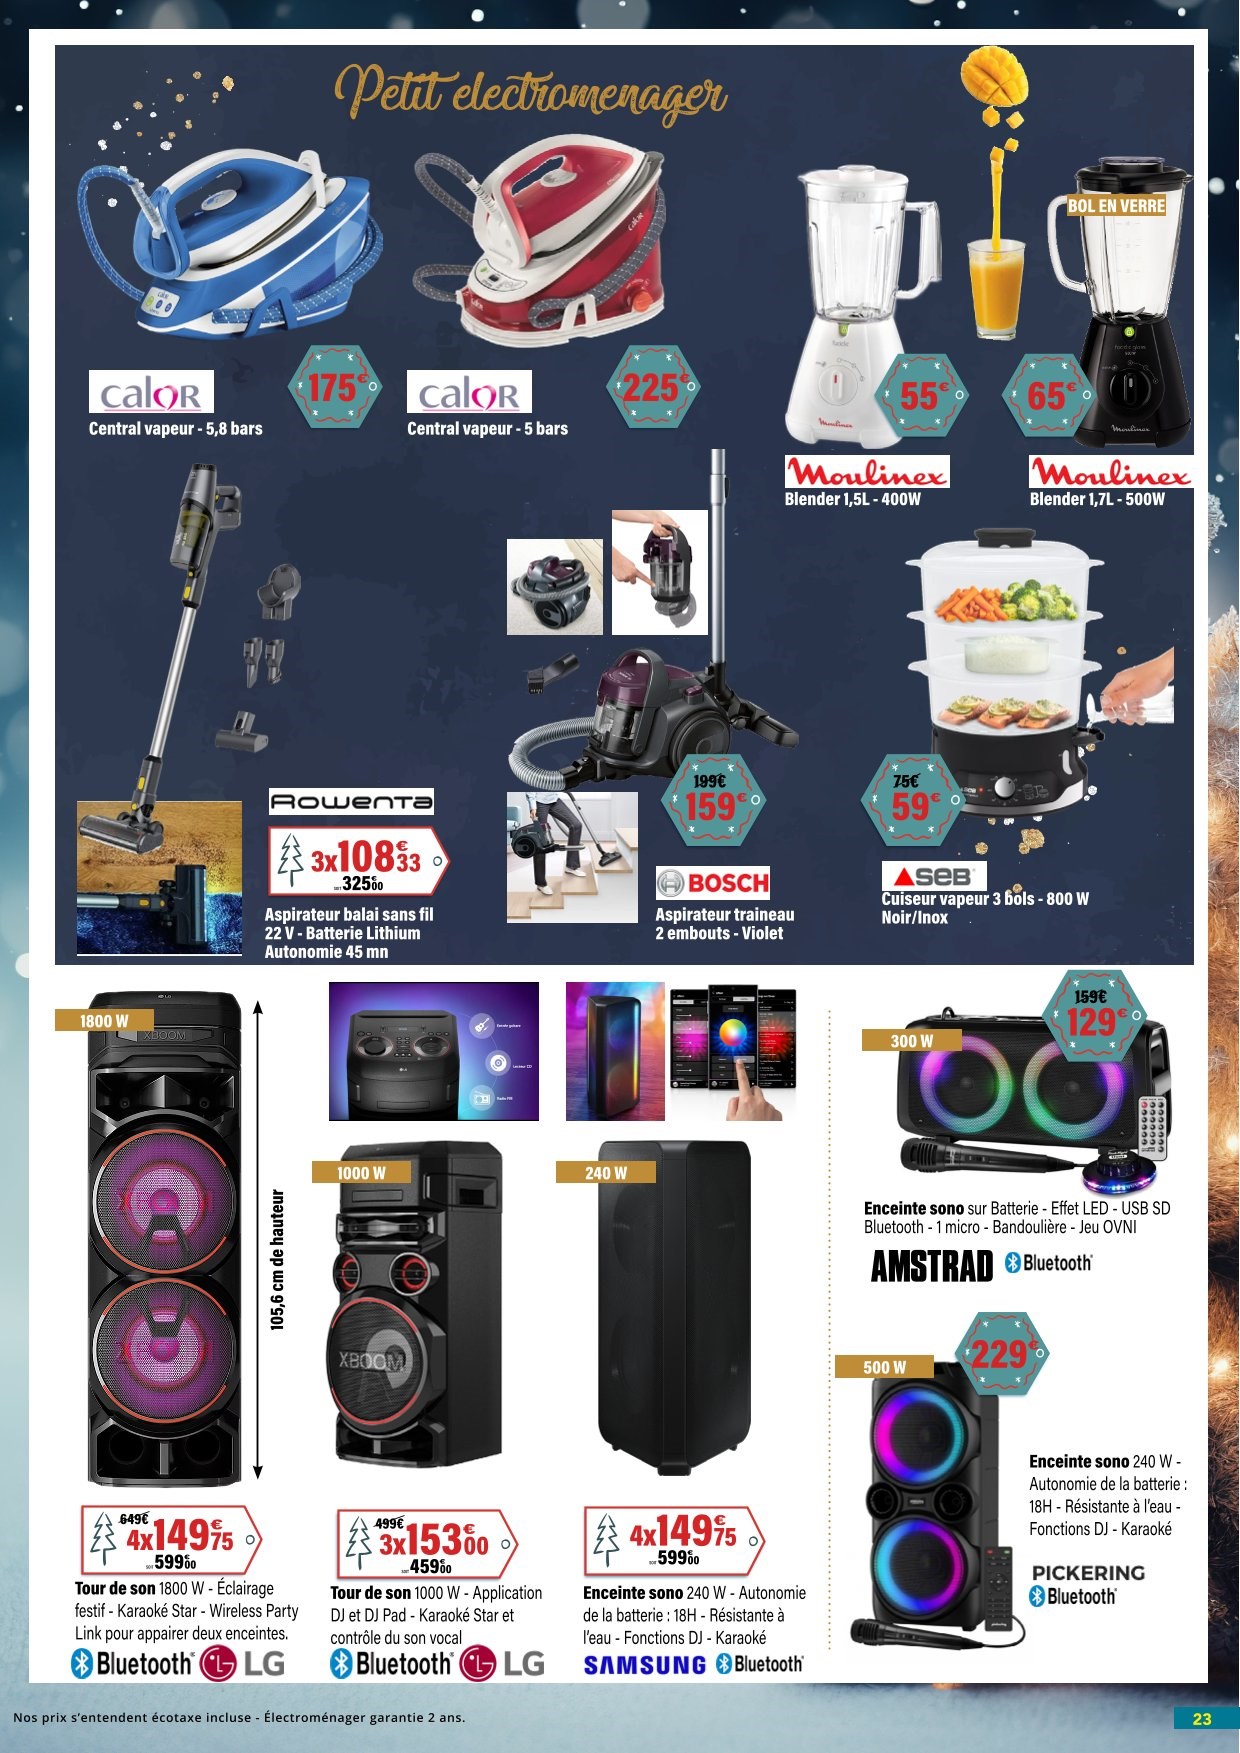 Petit electromenager
BOL EN VERRE
calor
175€
Central vapeur - 5,8 bars
calor
225€
Central vapeur - 5 bars
55€
Moulinex
Blender 1,5L - 400W
65€
Moulinex
Blender 1,7L - 500W
Rowenta
3x108€33
soit 325€00
Aspirateur balai sans fil
22 V - Batterie Lithium
Autonomie 45 mn
199€
159€
BOSCH
Aspirateur traineau
2 embouts - Violet
75€
59€
SEB
Cuiseur vapeur 3 bols - 800 W
Noir/Inox
1800 W
XBOOM
105,6 cm de hauteur
649€
4x149€75
soit 599€00
Tour de son 1800 W - Éclairage
festif - Karaoké Star - Wireless Party
Link pour appairer deux enceintes.
Bluetooth® LG
1000 W
XBOOM
499€
3x153€00
soit 459€00
Tour de son 1000 W - Application
DJ et DJ Pad - Karaoké Star et
contrôle du son vocal
Bluetooth® LG
240 W
4x149€75
soit 599€00
Enceinte sono 240 W - Autonomie
de la batterie : 18H - Résistante à
l'eau - Fonctions DJ - Karaoké
SAMSUNG Bluetooth®
300 W
159€
129€
Enceinte sono sur Batterie - Effet LED - USB SD
Bluetooth - 1 micro - Bandoulière - Jeu OVNI
AMSTRAD Bluetooth®
500 W
229€
Enceinte sono 240 W -
Autonomie de la batterie :
18H - Résistante à l'eau -
Fonctions DJ - Karaoké
PICKERING
Bluetooth®
Nos prix s'entendent écotaxe incluse - Électroménager garantie 2 ans.
23